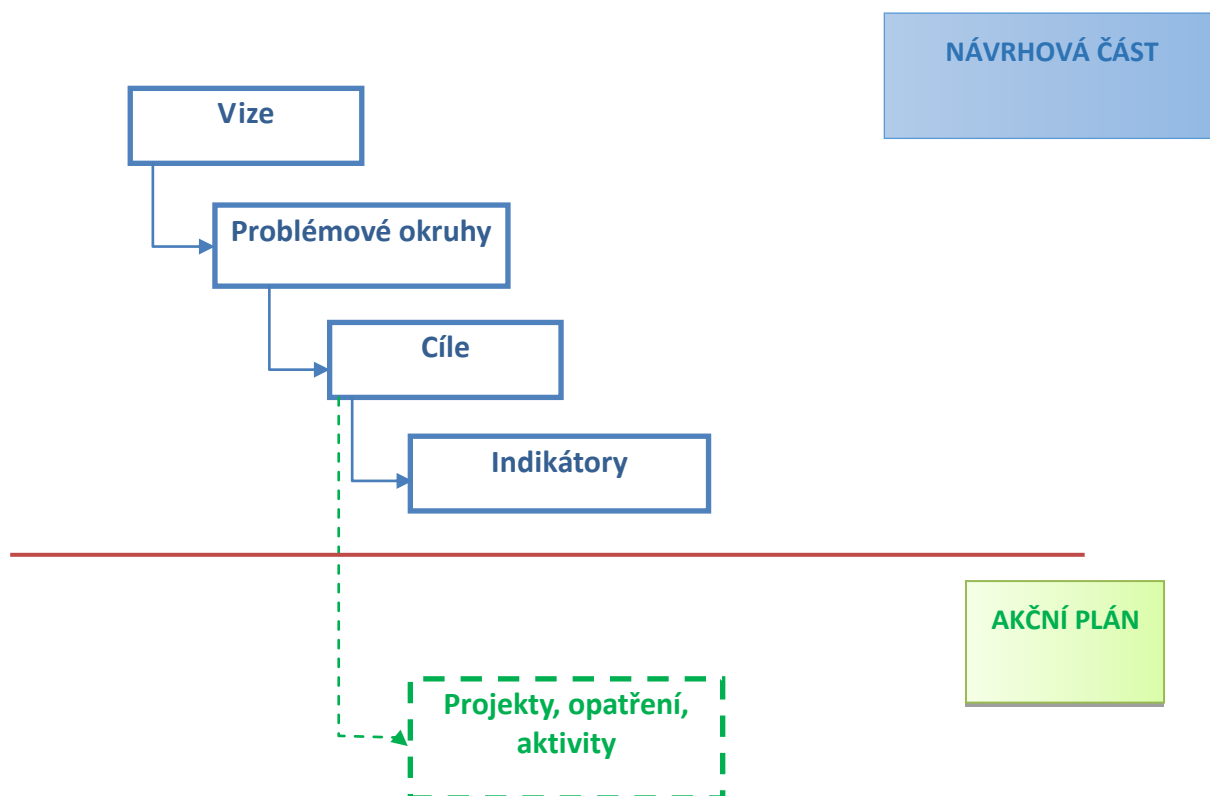 NÁVRHOVÁ ČÁST
Vize
Problémové okruhy
Cíle
Indikátory
AKČNÍ PLÁN
Projekty, opatření,
aktivity